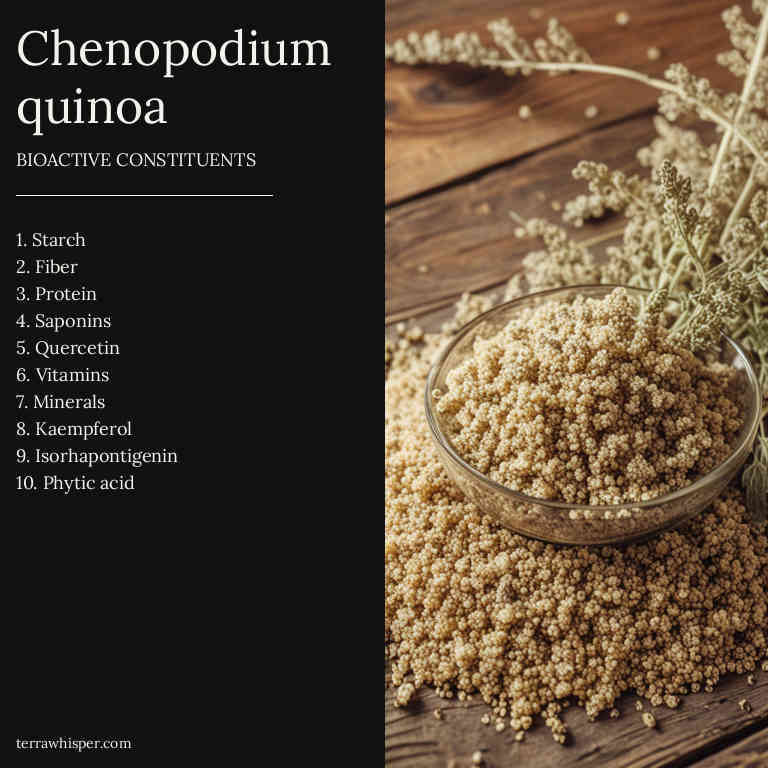 Chenopodium
quinoa
BIOACTIVE CONSTITUENTS
1. Starch
2. Fiber
3. Protein
4. Saponins
5. Quercetin
6. Vitamins
7. Minerals
8. Kaempferol
9. Isorhapontigenin
10. Phytic acid
terrawhisper.com